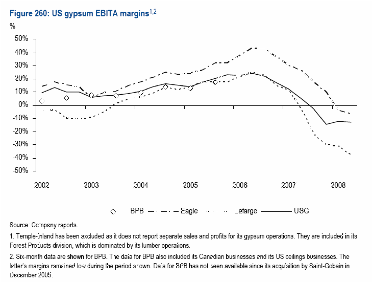 Figure 260: US gypsum EBITA margins1,2
%
50%
40%
30%
20%
10%
0%
-10%
-20%
-30%
-40%
-50%
2002 2003 2004 2005 2006 2007 2008
BPB Eagle Lafarge USG
Source: Company reports
1. Temple-Inland has been excluded as it does not report separate sales and profits for its gypsum operations. They are included in its
Forest Products division, which is dominated by its lumber operations.
2. Six-month data are shown for BPB. The data for BPB also included its Canadian businesses and its US ceilings businesses. The
latter's margins remained low during the period shown. Data for BPB has not been available since its acquisition by Saint-Gobain in
December 2005